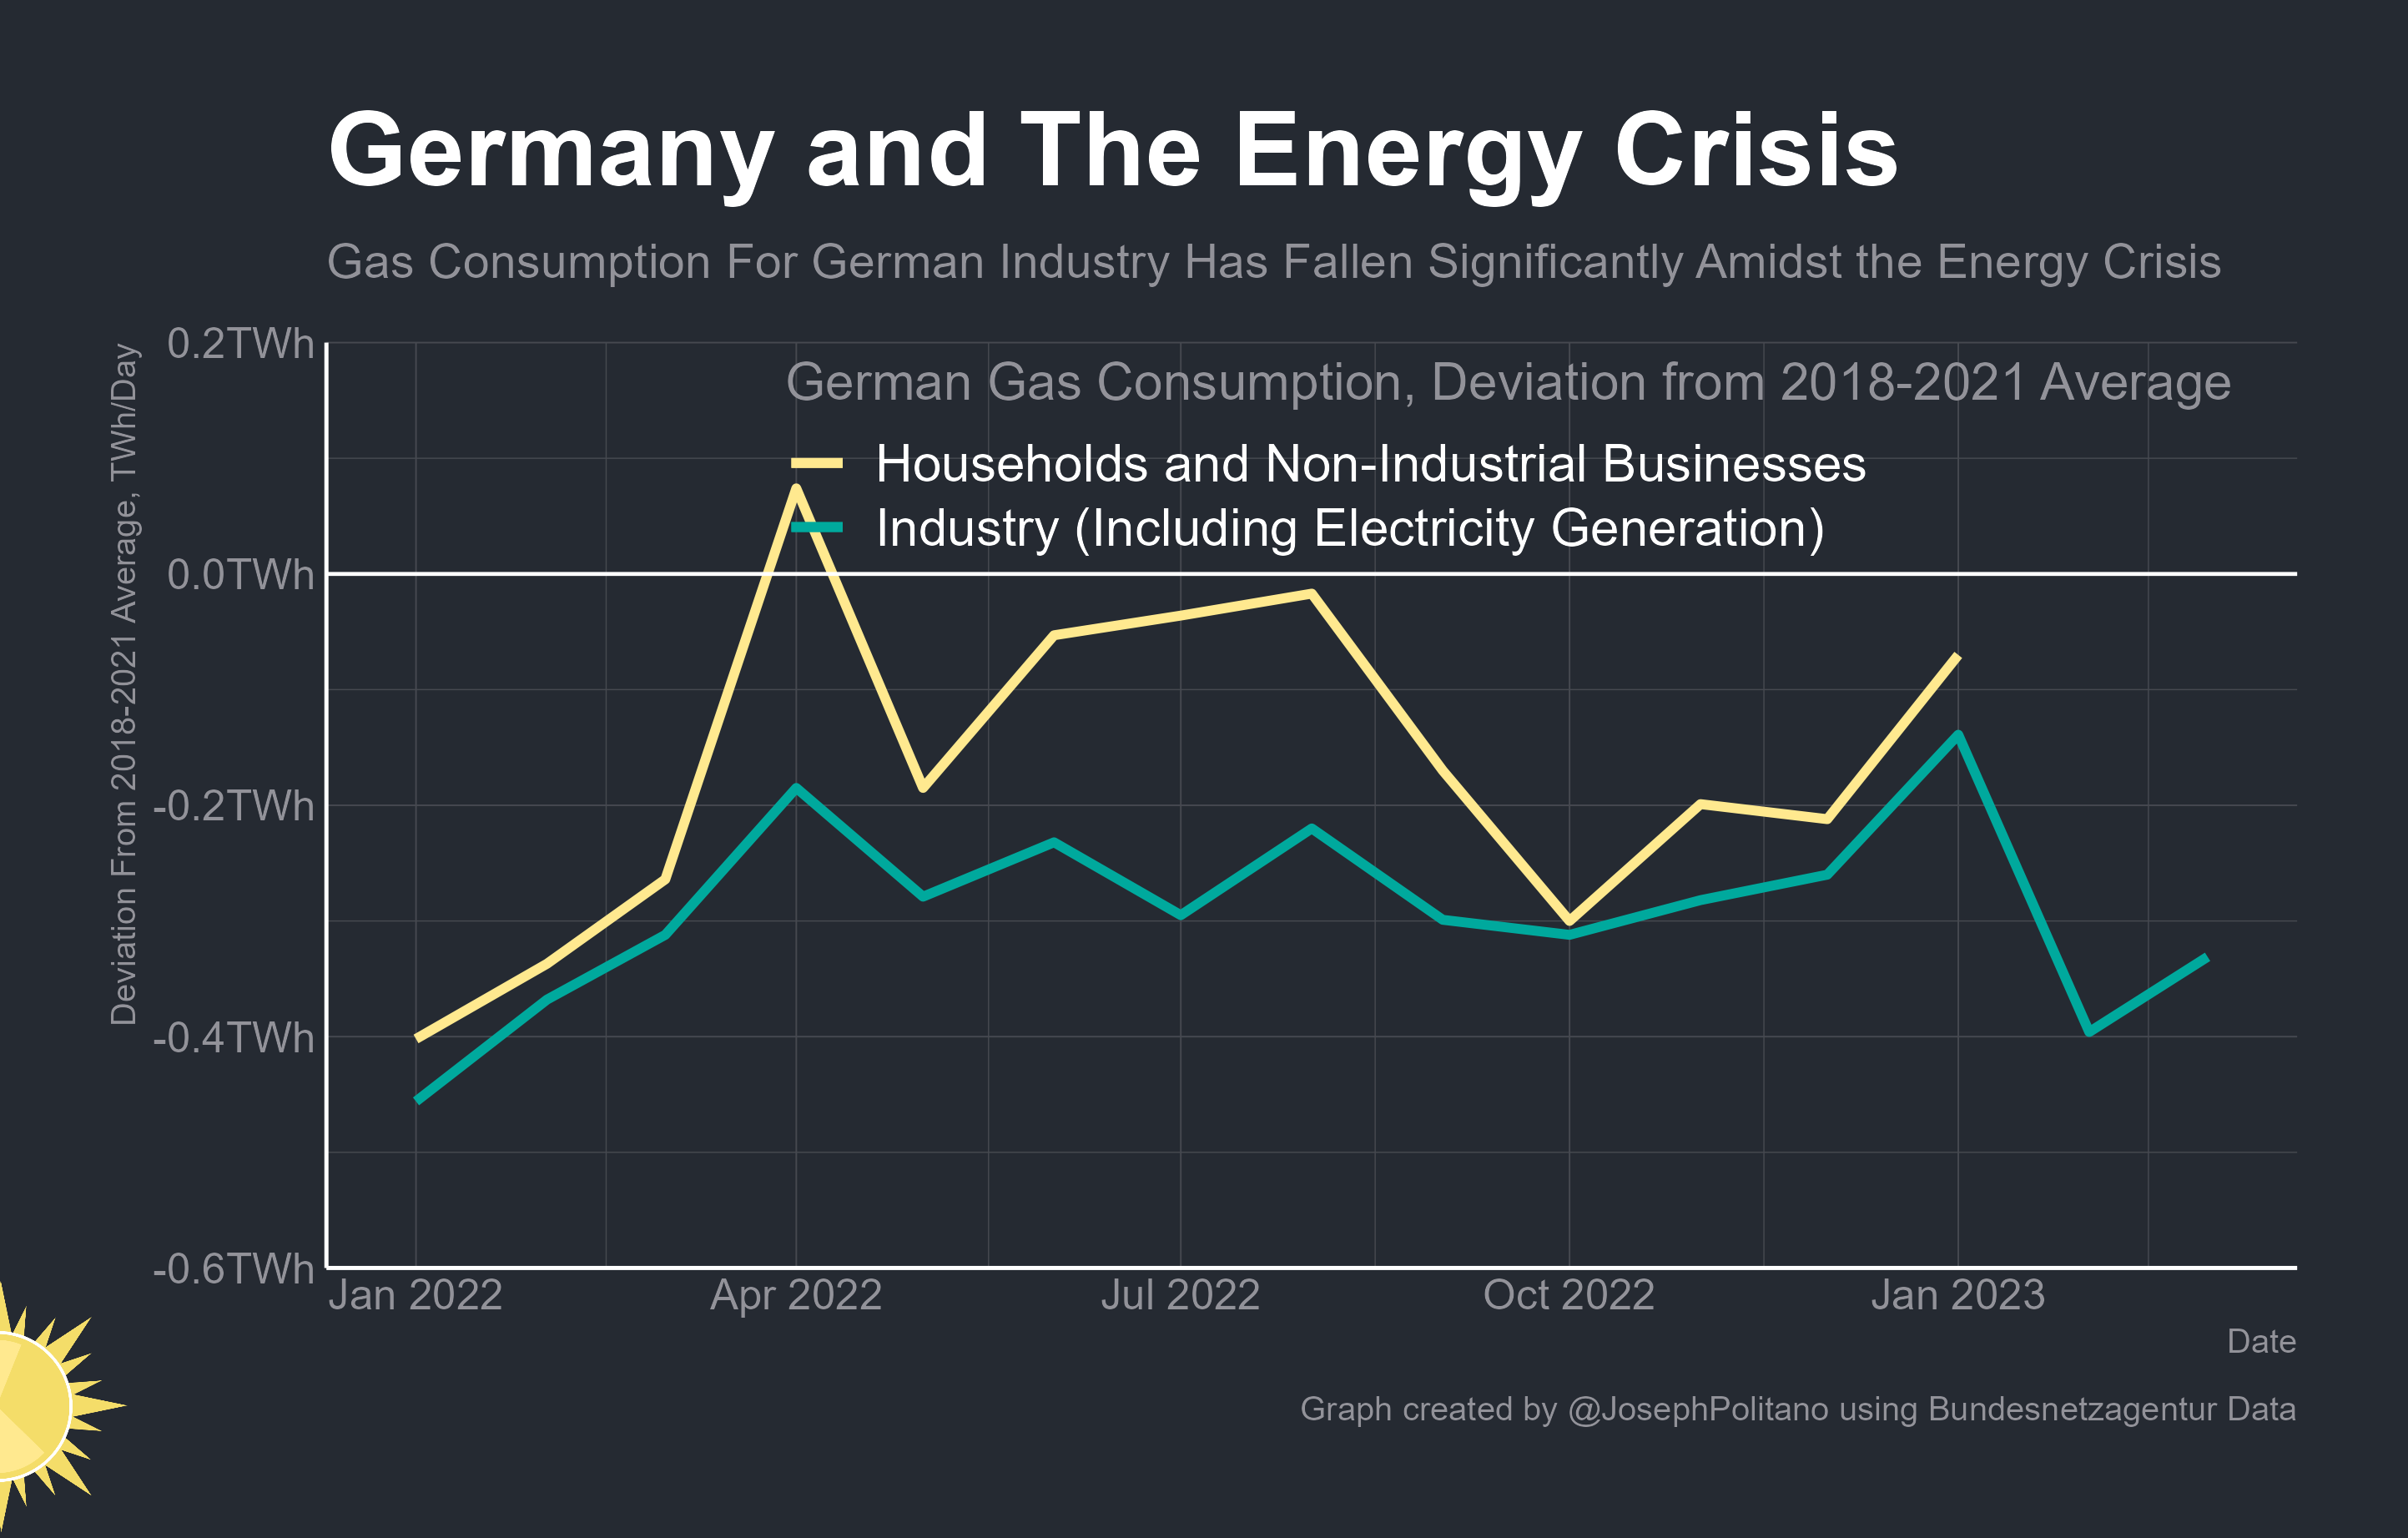 Germany and The Energy Crisis
Gas Consumption For German Industry Has Fallen Significantly Amidst the Energy Crisis
Deviation From 2018-2021 Average, TWh/Day
0.2TWh
0.0TWh
-0.2TWh
-0.4TWh
-0.6TWh
German Gas Consumption, Deviation from 2018-2021 Average
Households and Non-Industrial Businesses
Industry (Including Electricity Generation)
Jan 2022
Apr 2022
Jul 2022
Oct 2022
Jan 2023
Date
Graph created by @JosephPolitano using Bundesnetzagentur Data